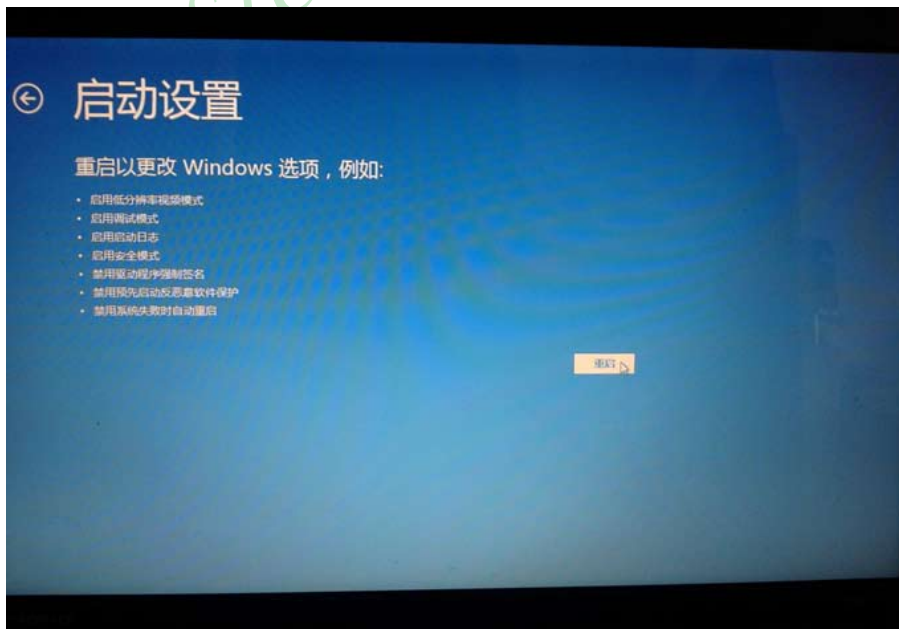 启动设置
重启以更改 Windows 选项，例如:
• 启用低分辨率视频模式
• 启用调试模式
• 启用启动日志
• 启用安全模式
• 禁用驱动程序强制签名
• 禁用预先启动反恶意软件保护
• 禁用系统失败时自动重启
重启